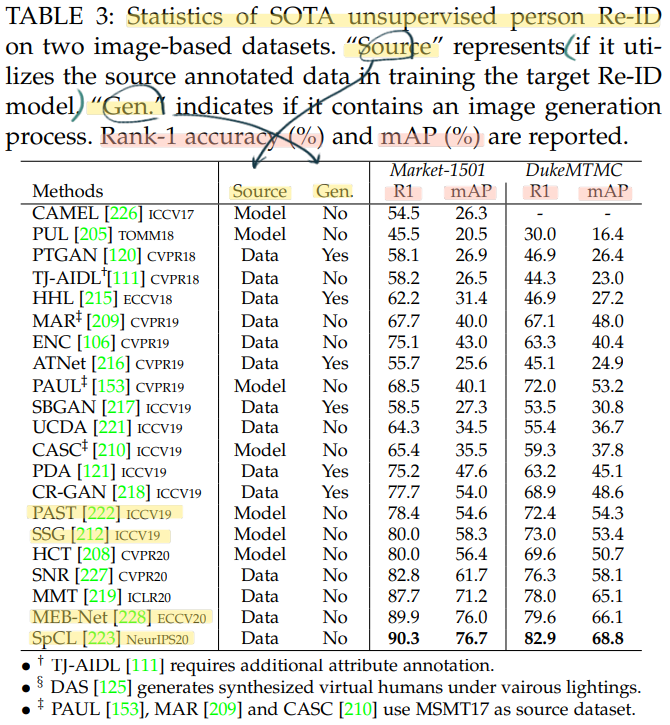 TABLE 3: Statistics of SOTA unsupervised person Re-ID
on two image-based datasets. “Source” represents if it uti-
lizes the source annotated data in training the target Re-ID
model, “Gen.” indicates if it contains an image generation
process. Rank-1 accuracy (%) and mAP (%) are reported.
Market-1501 DukeMTMC
Methods Source Gen. R1 mAP R1 mAP
CAMEL [226] ICCV17 Model No 54.5 26.3 - -
PUL [205] TOMM18 Model No 45.5 20.5 30.0 16.4
PTGAN [120] CVPR18 Data Yes 58.1 26.9 46.9 26.4
TJ-AIDL†[111] CVPR18 Data No 58.2 26.5 44.3 23.0
HHL [215] ECCV18 Data Yes 62.2 31.4 46.9 27.2
MAR‡ [209] CVPR19 Data No 67.7 40.0 67.1 48.0
ENC [106] CVPR19 Data No 75.1 43.0 63.3 40.4
ATNet [216] CVPR19 Data Yes 55.7 25.6 45.1 24.9
PAUL‡ [153] CVPR19 Model No 68.5 40.1 72.0 53.2
SBGAN [217] ICCV19 Data Yes 58.5 27.3 53.5 30.8
UCDA [221] ICCV19 Data No 64.3 34.5 55.4 36.7
CASC‡ [210] ICCV19 Model No 65.4 35.5 59.3 37.8
PDA [121] ICCV19 Data Yes 75.2 47.6 63.2 45.1
CR-GAN [218] ICCV19 Data Yes 77.7 54.0 68.9 48.6
PAST [222] ICCV19 Model No 78.4 54.6 72.4 54.3
SSG [212] ICCV19 Model No 80.0 58.3 73.0 53.4
HCT [208] CVPR20 Model No 80.0 56.4 69.6 50.7
SNR [227] CVPR20 Data No 82.8 61.7 76.3 58.1
MMT [219] ICLR20 Data No 87.7 71.2 78.0 65.1
MEB-Net [228] ECCV20 Data No 89.9 76.0 79.6 66.1
SpCL [223] NeurIPS20 Data No 90.3 76.7 82.9 68.8
• † TJ-AIDL [111] requires additional attribute annotation.
• § DAS [125] generates synthesized virtual humans under vairous lightings.
• ‡ PAUL [153], MAR [209] and CASC [210] use MSMT17 as source dataset.